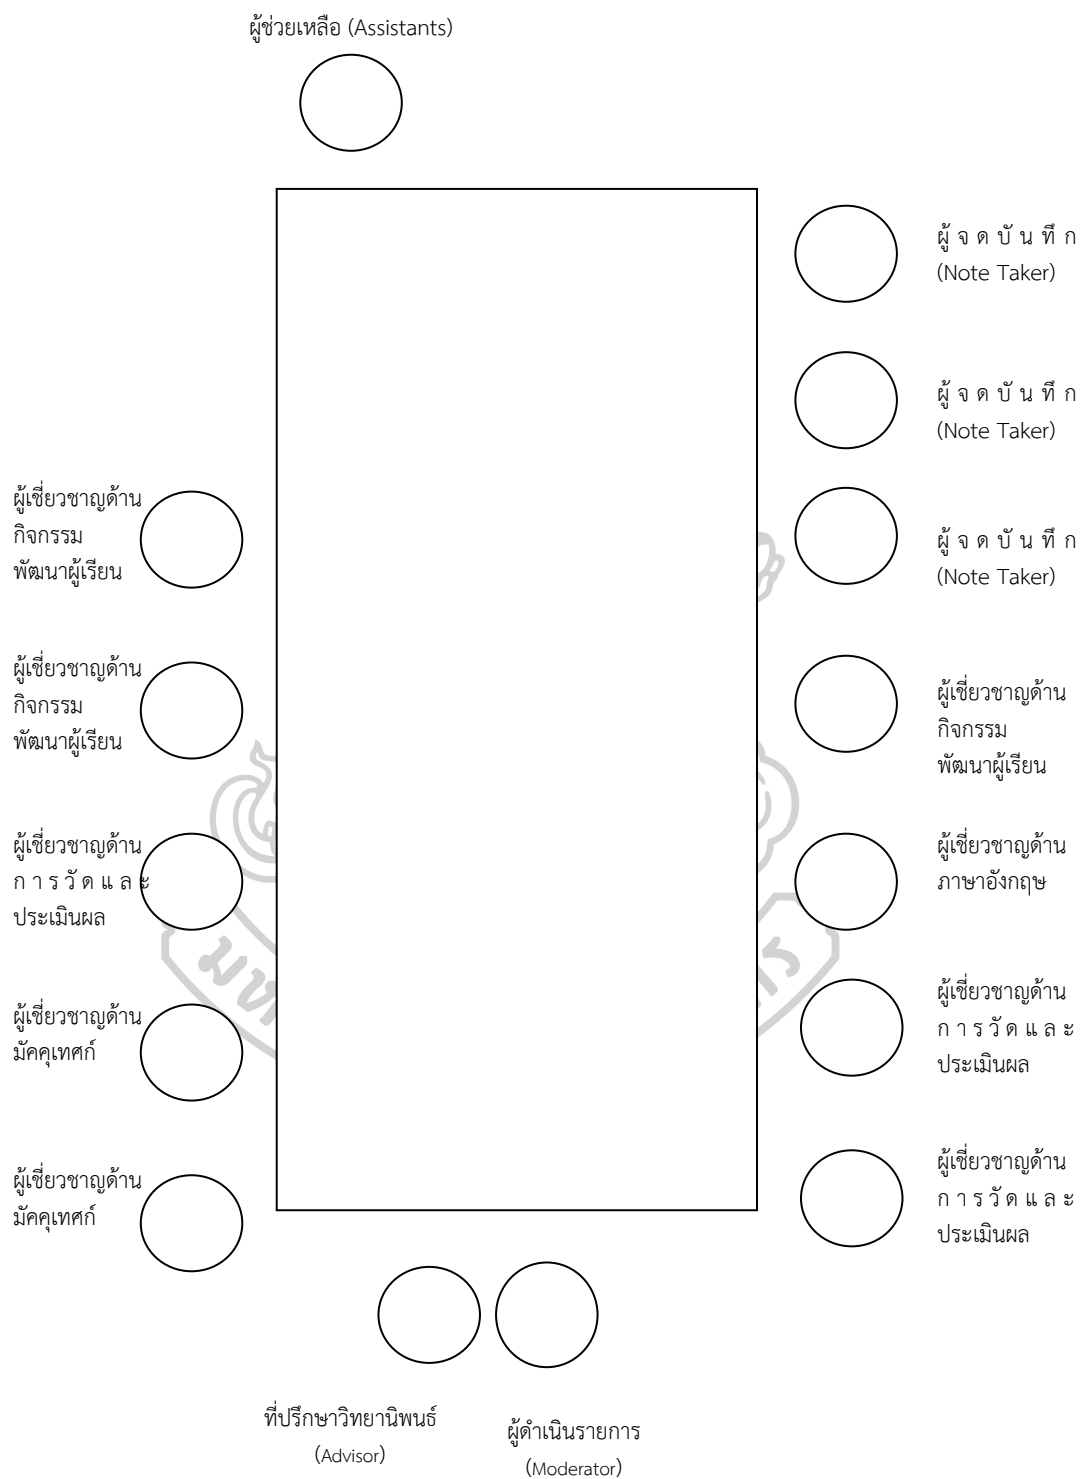 ผู้ช่วยเหลือ (Assistants)
ผู้ จ ด บั น ทึ ก
(Note Taker)
ผู้ จ ด บั น ทึ ก
(Note Taker)
ผู้ จ ด บั น ทึ ก
(Note Taker)
ผู้เชี่ยวชาญด้าน
กิจกรรม
พัฒนาผู้เรียน
ผู้เชี่ยวชาญด้าน
ภาษาอังกฤษ
ผู้เชี่ยวชาญด้าน
ก า ร วั ด แ ล ะ
ประเมินผล
ผู้เชี่ยวชาญด้าน
ก า ร วั ด แ ล ะ
ประเมินผล
ผู้เชี่ยวชาญด้าน
กิจกรรม
พัฒนาผู้เรียน
ผู้เชี่ยวชาญด้าน
กิจกรรม
พัฒนาผู้เรียน
ผู้เชี่ยวชาญด้าน
ก า ร วั ด แ ล ะ
ประเมินผล
ผู้เชี่ยวชาญด้าน
มัคคุเทศก์
ผู้เชี่ยวชาญด้าน
มัคคุเทศก์
ที่ปรึกษาวิทยานิพนธ์
(Advisor)
ผู้ดำเนินรายการ
(Moderator)